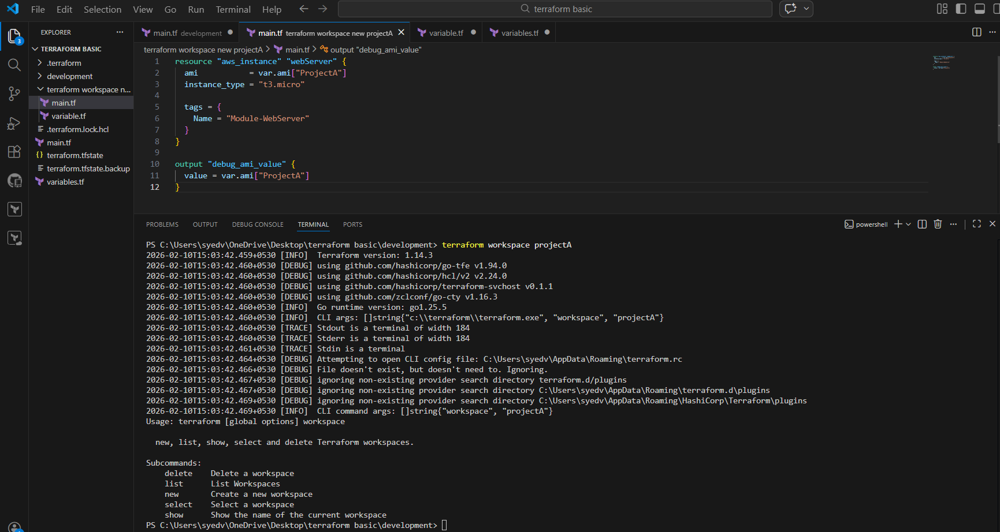 File Edit Selection View Go Run Terminal Help
terraform basic
EXPLORER
TERRAFORM BASIC
.terraform
development
terraform workspace n...
main.tf
variable.tf
.terraform.lock.hcl
main.tf
terraform.tfstate
terraform.tfstate.backup
variables.tf
3
main.tf development
main.tf terraform workspace new projectA
variable.tf
variables.tf
terraform workspace new projectA > main.tf > output "debug_ami_value"
1 resource "aws_instance" "webServer" {
2 ami = var.ami["ProjectA"]
3 instance_type = "t3.micro"
4
5 tags = {
6 Name = "Module-WebServer"
7 }
8 }
9
10 output "debug_ami_value" {
11 value = var.ami["ProjectA"]
12 }
PROBLEMS OUTPUT DEBUG CONSOLE TERMINAL PORTS
powershell
PS C:\Users\syedv\OneDrive\Desktop\terraform basic\development> terraform workspace projectA
2026-02-10T15:03:42.459+0530 [INFO] Terraform version: 1.14.3
2026-02-10T15:03:42.460+0530 [DEBUG] using github.com/hashicorp/go-tfe v1.94.0
2026-02-10T15:03:42.460+0530 [DEBUG] using github.com/hashicorp/hcl/v2 v2.24.0
2026-02-10T15:03:42.460+0530 [DEBUG] using github.com/hashicorp/terraform-svchost v0.1.1
2026-02-10T15:03:42.460+0530 [DEBUG] using github.com/zclconf/go-cty v1.16.3
2026-02-10T15:03:42.460+0530 [INFO] Go runtime version: go1.25.5
2026-02-10T15:03:42.460+0530 [INFO] CLI args: []string{"c:\\terraform\\terraform.exe", "workspace", "projectA"}
2026-02-10T15:03:42.460+0530 [TRACE] Stdout is a terminal of width 184
2026-02-10T15:03:42.460+0530 [TRACE] Stderr is a terminal of width 184
2026-02-10T15:03:42.461+0530 [TRACE] Stdin is a terminal
2026-02-10T15:03:42.464+0530 [DEBUG] Attempting to open CLI config file: C:\Users\syedv\AppData\Roaming\terraform.rc
2026-02-10T15:03:42.466+0530 [DEBUG] File doesn't exist, but doesn't need to. Ignoring.
2026-02-10T15:03:42.467+0530 [DEBUG] ignoring non-existing provider search directory terraform.d/plugins
2026-02-10T15:03:42.467+0530 [DEBUG] ignoring non-existing provider search directory C:\Users\syedv\AppData\Roaming\terraform.d\plugins
2026-02-10T15:03:42.469+0530 [DEBUG] ignoring non-existing provider search directory C:\Users\syedv\AppData\Roaming\HashiCorp\Terraform\plugins
2026-02-10T15:03:42.469+0530 [INFO] CLI command args: []string{"workspace", "projectA"}
Usage: terraform [global options] workspace
new, list, show, select and delete Terraform workspaces.
Subcommands:
delete Delete a workspace
list List Workspaces
new Create a new workspace
select Select a workspace
show Show the name of the current workspace
PS C:\Users\syedv\OneDrive\Desktop\terraform basic\development>